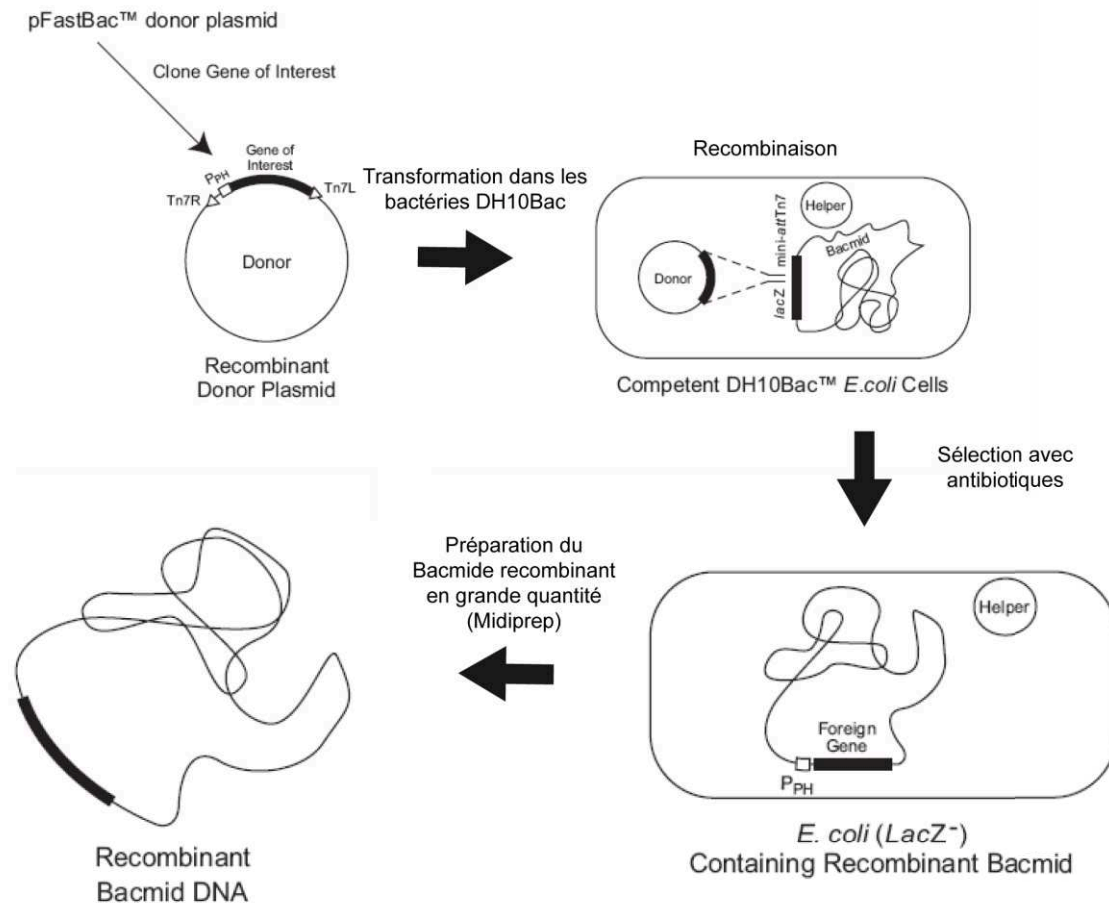 pFastBac™ donor plasmid
Clone Gene of Interest
Gene of
Interest
PPH
Tn7R
Tn7L
Donor
Recombinant
Donor Plasmid
Transformation dans les
bactéries DH10Bac
Recombinaison
Helper
Bacmid
mini-attTn7
lacZ
Donor
Competent DH10Bac™ E.coli Cells
Sélection avec
antibiotiques
Helper
Foreign
Gene
PPH
E. coli (LacZ⁻)
Containing Recombinant Bacmid
Préparation du
Bacmide recombinant
en grande quantité
(Midiprep)
Recombinant
Bacmid DNA